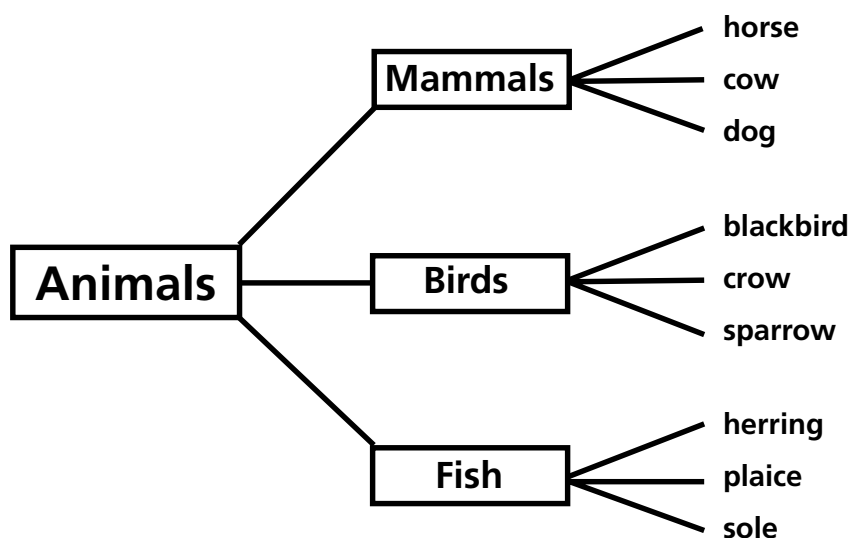 Animals
Mammals
horse
cow
dog
Birds
blackbird
crow
sparrow
Fish
herring
plaice
sole